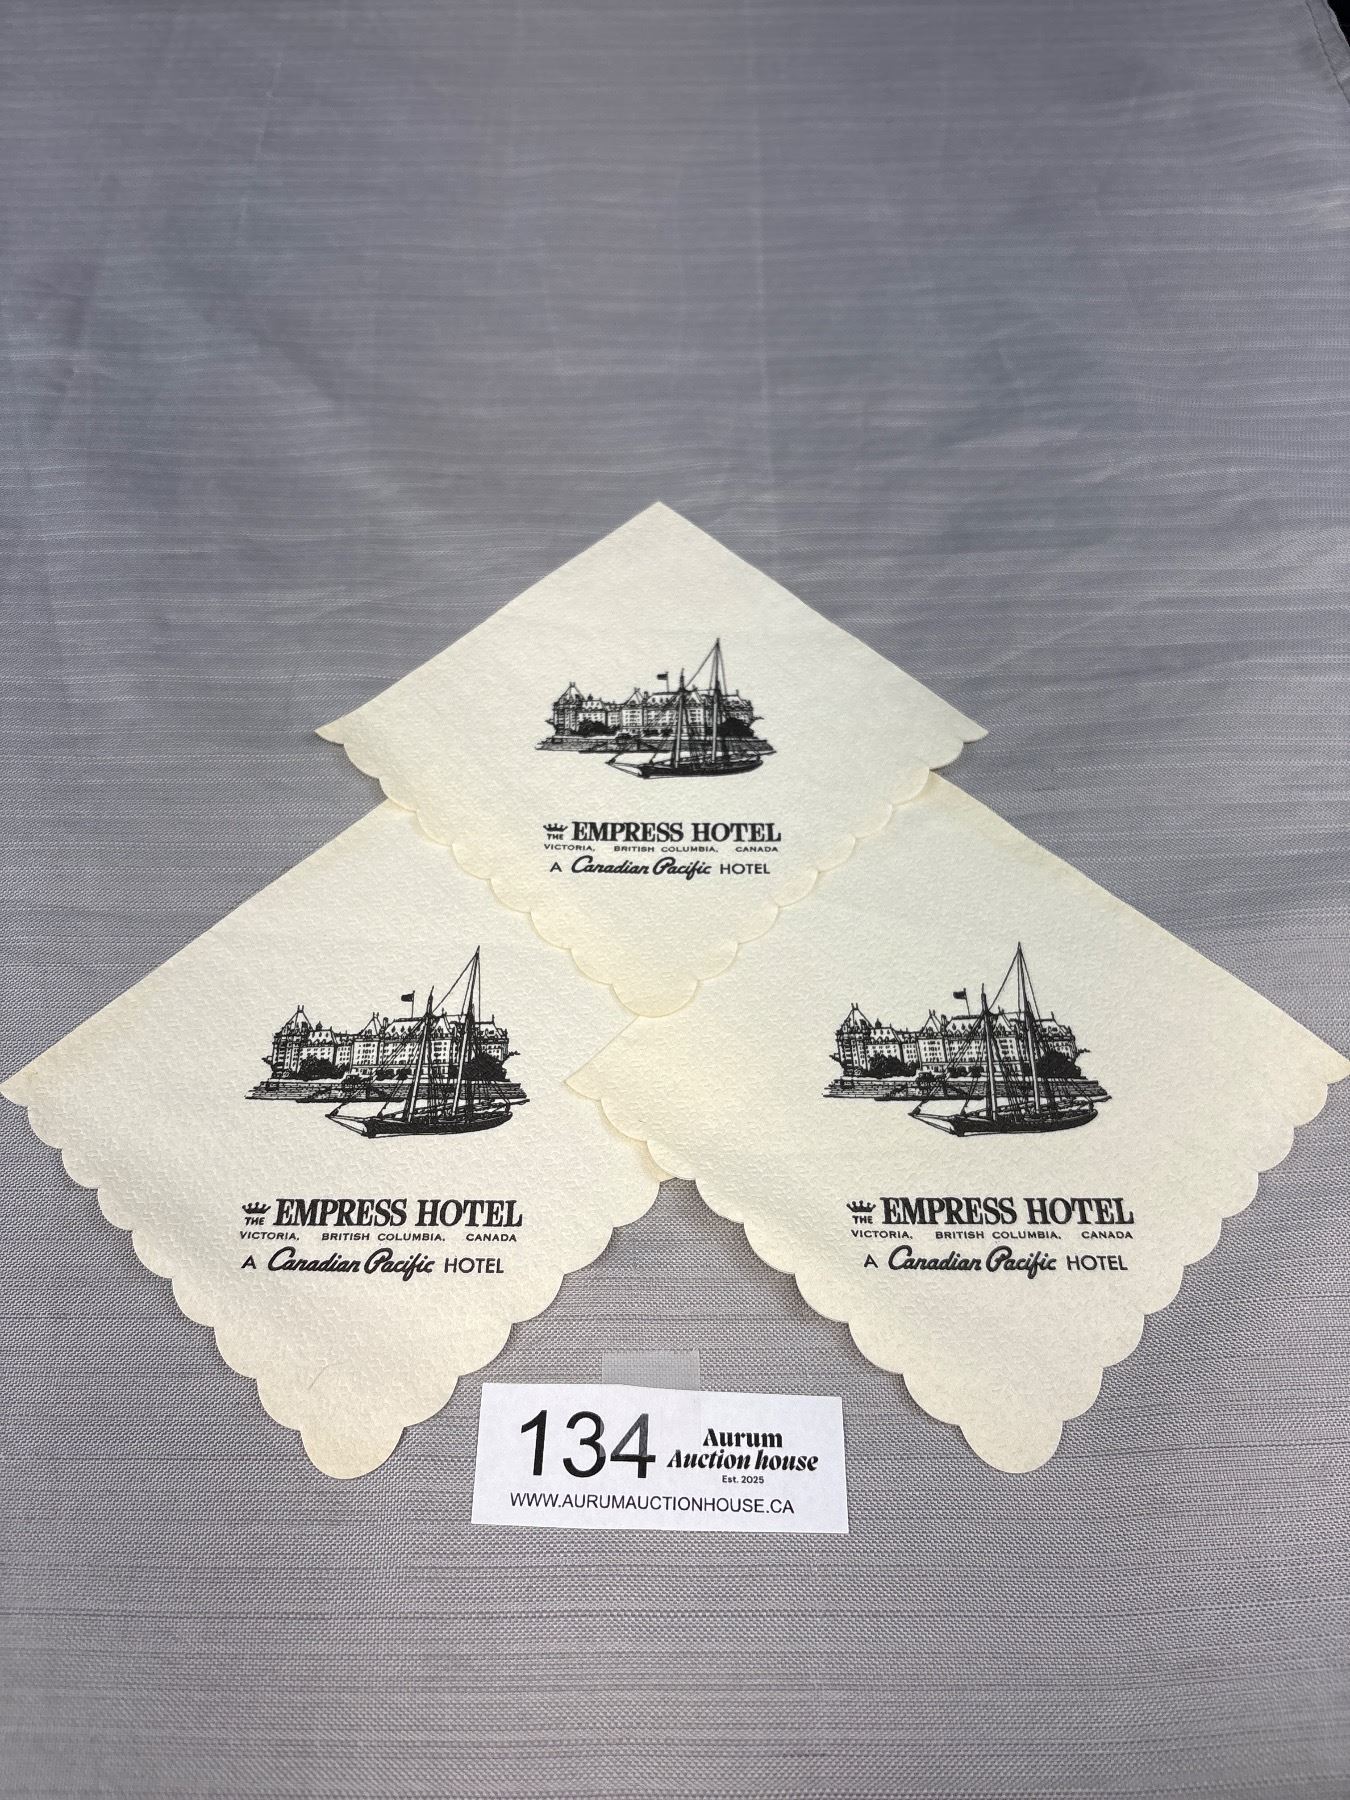 THE EMPRESS HOTEL
VICTORIA, BRITISH COLUMBIA, CANADA
A Canadian Pacific HOTEL
THE EMPRESS HOTEL
VICTORIA, BRITISH COLUMBIA, CANADA
A Canadian Pacific HOTEL
THE EMPRESS HOTEL
VICTORIA, BRITISH COLUMBIA, CANADA
A Canadian Pacific HOTEL
134
Aurum
Auction house
Est. 2025
WWW.AURUMAUCTIONHOUSE.CA